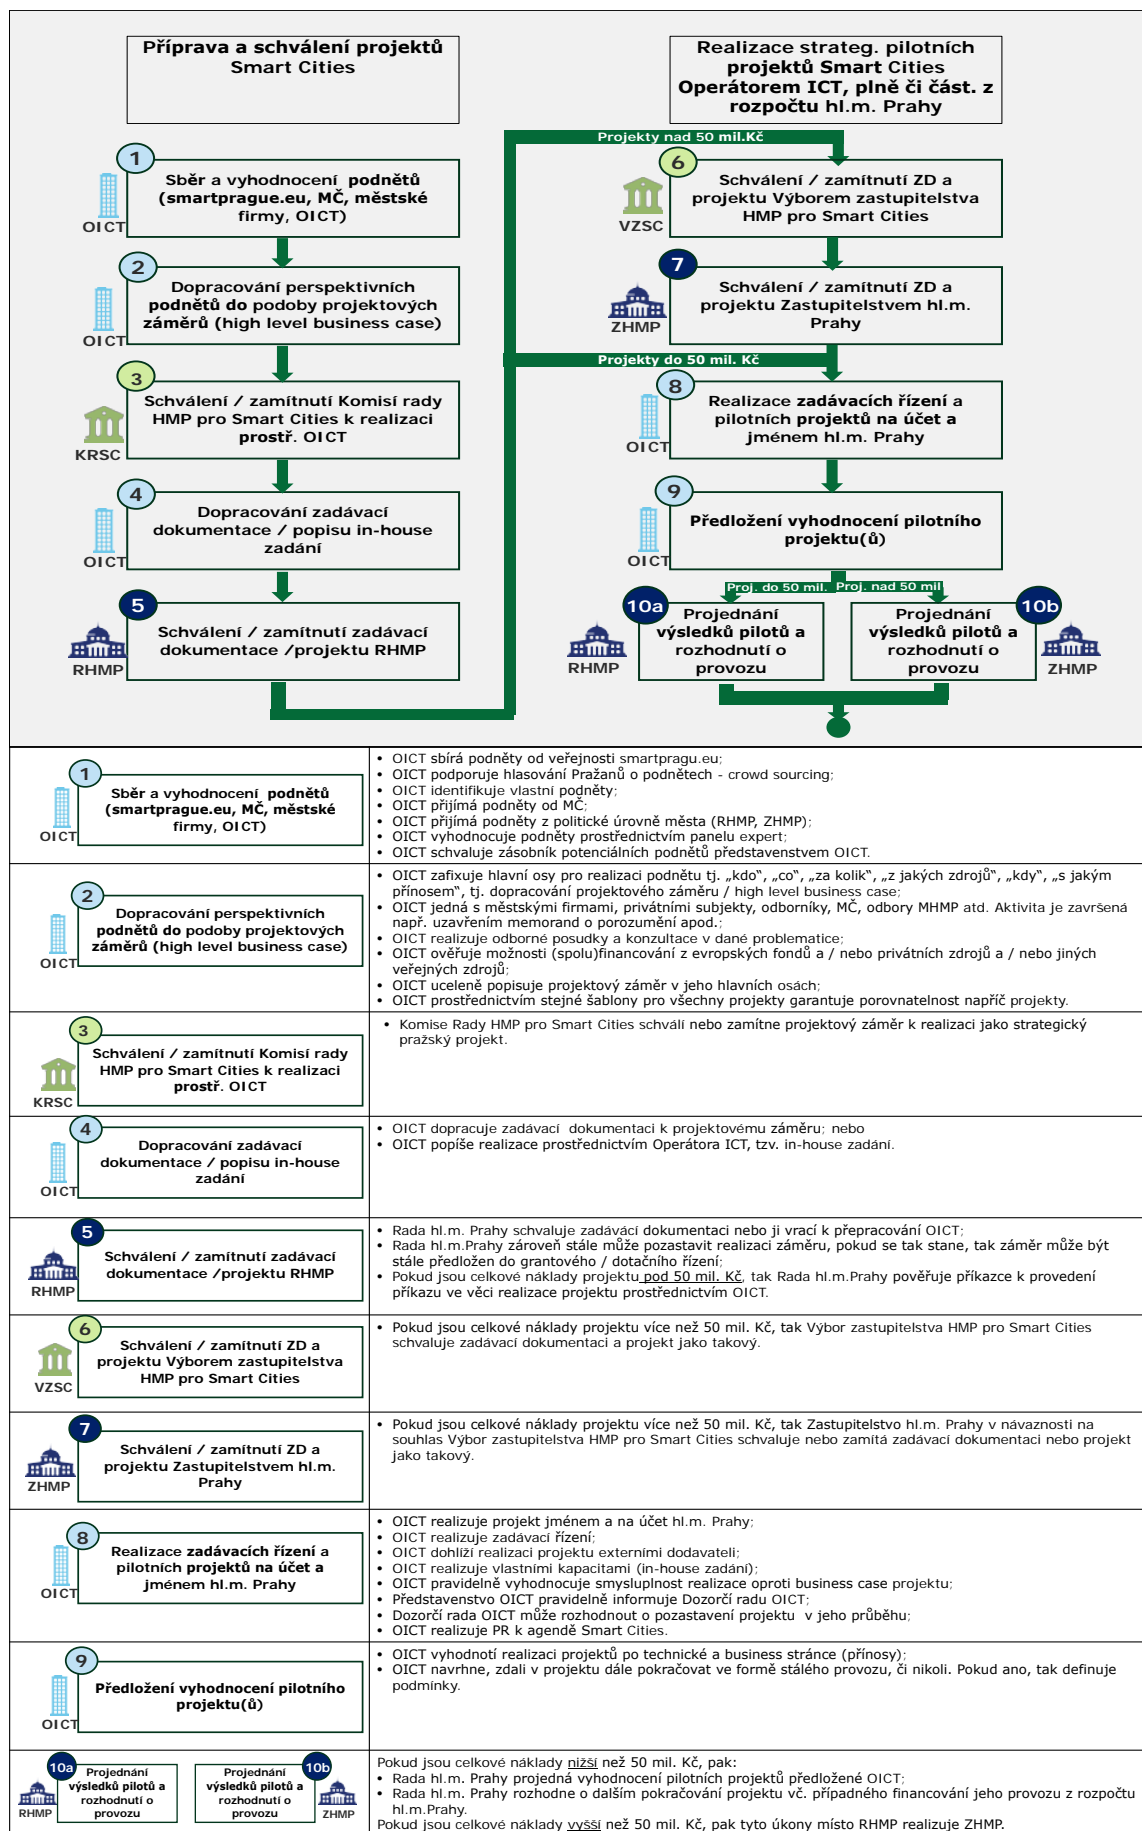 Příprava a schválení projektů
Smart Cities
Realizace strateg. pilotních
projektů Smart Cities
Operátorem ICT, plně či část. z
rozpočtu hl.m. Prahy
Projekty nad 50 mil.Kč
1
Sběr a vyhodnocení podnětů
(smartprague.eu, MČ, městské
firmy, OICT)
OICT
2
Dopracování perspektivních
podnětů do podoby projektových
záměrů (high level business case)
OICT
3
Schválení / zamítnutí Komisí rady
HMP pro Smart Cities k realizaci
prostř. OICT
KRSC
4
Dopracování zadávací
dokumentace / popisu in-house
zadání
OICT
5
Schválení / zamítnutí zadávací
dokumentace /projektu RHMP
RHMP
6
Schválení / zamítnutí ZD a
projektu Výborem zastupitelstva
HMP pro Smart Cities
VZSC
7
Schválení / zamítnutí ZD a
projektu Zastupitelstvem hl.m.
Prahy
ZHMP
Projekty do 50 mil. Kč
8
Realizace zadávacích řízení a
pilotních projektů na účet a
jménem hl.m. Prahy
OICT
9
Předložení vyhodnocení pilotního
projektu(ů)
OICT
Proj. do 50 mil.
Proj. nad 50 mil
10a
Projednání
výsledků pilotů a
rozhodnutí o
provozu
RHMP
10b
Projednání
výsledků pilotů a
rozhodnutí o
provozu
ZHMP
1
Sběr a vyhodnocení podnětů
(smartprague.eu, MČ, městské
firmy, OICT)
OICT
• OICT sbírá podněty od veřejnosti smartpragu.eu;
• OICT podporuje hlasování Pražanů o podnětech - crowd sourcing;
• OICT identifikuje vlastní podněty;
• OICT přijímá podněty od MČ;
• OICT přijímá podněty z politické úrovně města (RHMP, ZHMP);
• OICT vyhodnocuje podněty prostřednictvím panelu expert;
• OICT schvaluje zásobník potenciálních podnětů představenstvem OICT.
2
Dopracování perspektivních
podnětů do podoby projektových
záměrů (high level business case)
OICT
• OICT zafixuje hlavní osy pro realizaci podnětu tj. „kdo“, „co“, „za kolik“, „z jakých zdrojů“, „kdy“, „s jakým
přínosem“, tj. dopracování projektového záměru / high level business case;
• OICT jedná s městskými firmami, privátními subjekty, odborníky, MČ, odbory MHMP atd. Aktivita je završená
např. uzavřením memorand o porozumění apod.;
• OICT realizuje odborné posudky a konzultace v dané problematice;
• OICT ověřuje možnosti (spolu)financování z evropských fondů a / nebo privátních zdrojů a / nebo jiných
veřejných zdrojů;
• OICT uceleně popisuje projektový záměr v jeho hlavních osách;
• OICT prostřednictvím stejné šablony pro všechny projekty garantuje porovnatelnost napříč projekty.
3
Schválení / zamítnutí Komisí rady
HMP pro Smart Cities k realizaci
prostř. OICT
KRSC
• Komise Rady HMP pro Smart Cities schválí nebo zamítne projektový záměr k realizaci jako strategický
pražský projekt.
4
Dopracování zadávací
dokumentace / popisu in-house
zadání
OICT
• OICT dopracuje zadávací dokumentaci k projektovému záměru; nebo
• OICT popíše realizace prostřednictvím Operátora ICT, tzv. in-house zadání.
5
Schválení / zamítnutí zadávací
dokumentace /projektu RHMP
RHMP
• Rada hl.m. Prahy schvaluje zadávácí dokumentaci nebo ji vrací k přepracování OICT;
• Rada hl.m.Prahy zároveň stále může pozastavit realizaci záměru, pokud se tak stane, tak záměr může být
stále předložen do grantového / dotačního řízení;
• Pokud jsou celkové náklady projektu pod 50 mil. Kč, tak Rada hl.m.Prahy pověřuje příkazce k provedení
příkazu ve věci realizace projektu prostřednictvím OICT.
6
Schválení / zamítnutí ZD a
projektu Výborem zastupitelstva
HMP pro Smart Cities
VZSC
• Pokud jsou celkové náklady projektu více než 50 mil. Kč, tak Výbor zastupitelstva HMP pro Smart Cities
schvaluje zadávací dokumentaci a projekt jako takový.
7
Schválení / zamítnutí ZD a
projektu Zastupitelstvem hl.m.
Prahy
ZHMP
• Pokud jsou celkové náklady projektu více než 50 mil. Kč, tak Zastupitelstvo hl.m. Prahy v návaznosti na
souhlas Výbor zastupitelstva HMP pro Smart Cities schvaluje nebo zamítá zadávací dokumentaci nebo projekt
jako takový.
8
Realizace zadávacích řízení a
pilotních projektů na účet a
jménem hl.m. Prahy
OICT
• OICT realizuje projekt jménem a na účet hl.m. Prahy;
• OICT realizuje zadávací řízení;
• OICT dohlíží realizaci projektu externími dodavateli;
• OICT realizuje vlastními kapacitami (in-house zadání);
• OICT pravidelně vyhodnocuje smysluplnost realizace oproti business case projektu;
• Představenstvo OICT pravidelně informuje Dozorčí radu OICT;
• Dozorčí rada OICT může rozhodnout o pozastavení projektu v jeho průběhu;
• OICT realizuje PR k agendě Smart Cities.
9
Předložení vyhodnocení pilotního
projektu(ů)
OICT
• OICT vyhodnotí realizaci projektů po technické a business stránce (přínosy);
• OICT navrhne, zdali v projektu dále pokračovat ve formě stálého provozu, či nikoli. Pokud ano, tak definuje
podmínky.
10a
Projednání
výsledků pilotů a
rozhodnutí o
provozu
RHMP
10b
Projednání
výsledků pilotů a
rozhodnutí o
provozu
ZHMP
Pokud jsou celkové náklady nižší než 50 mil. Kč, pak:
• Rada hl.m. Prahy projedná vyhodnocení pilotních projektů předložené OICT;
• Rada hl.m. Prahy rozhodne o dalším pokračování projektu vč. případného financování jeho provozu z rozpočtu
hl.m.Prahy.
Pokud jsou celkové náklady vyšší než 50 mil. Kč, pak tyto úkony místo RHMP realizuje ZHMP.